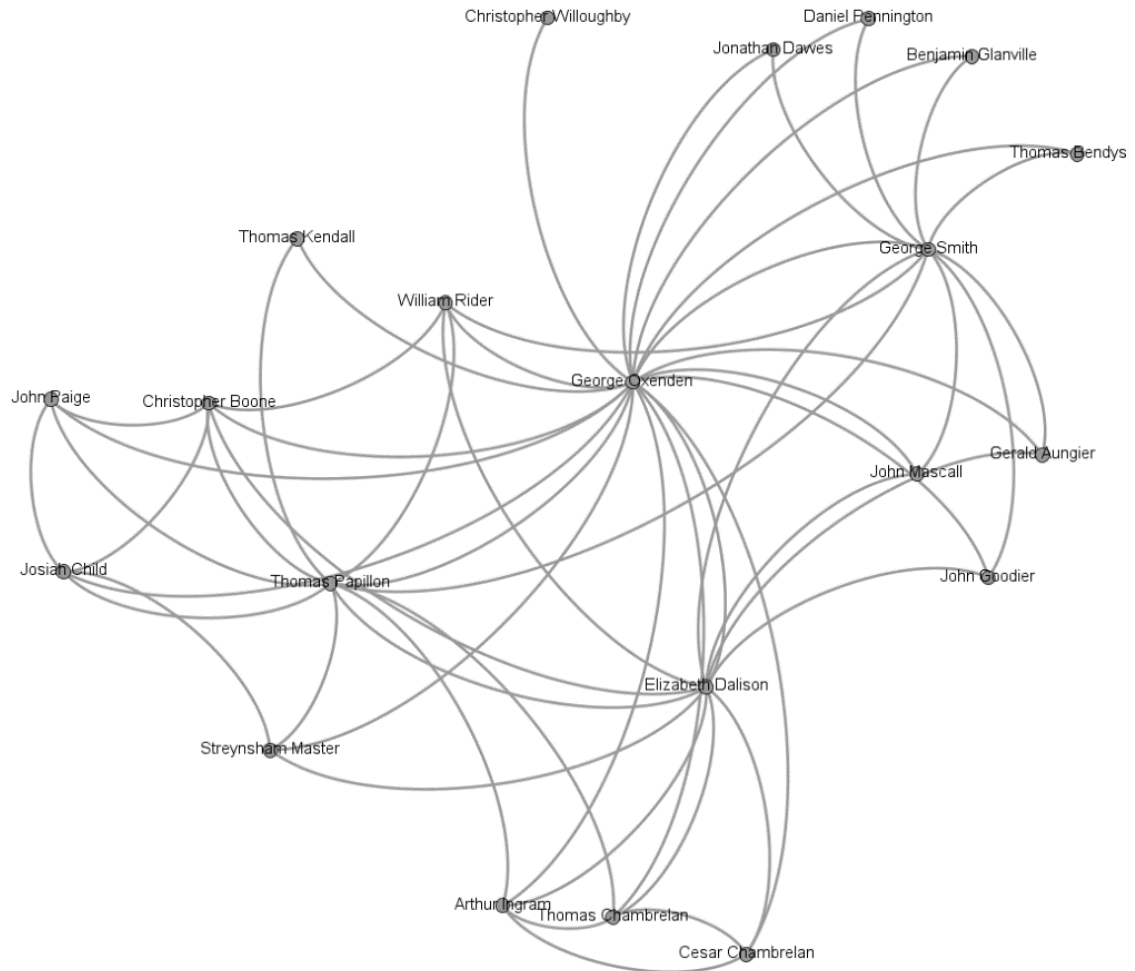 Christopher Willoughby
Daniel Pennington
Jonathan Dawes
Benjamin Glanville
Thomas Bendys
Thomas Kendall
George Smith
William Rider
George Oxenden
John Paige
Christopher Boone
Gerald Aungier
John Mascall
Josiah Child
Thomas Papillon
John Goodier
Elizabeth Dalison
Streynsham Master
Arthur Ingram
Thomas Chambrelan
Cesar Chambrelan